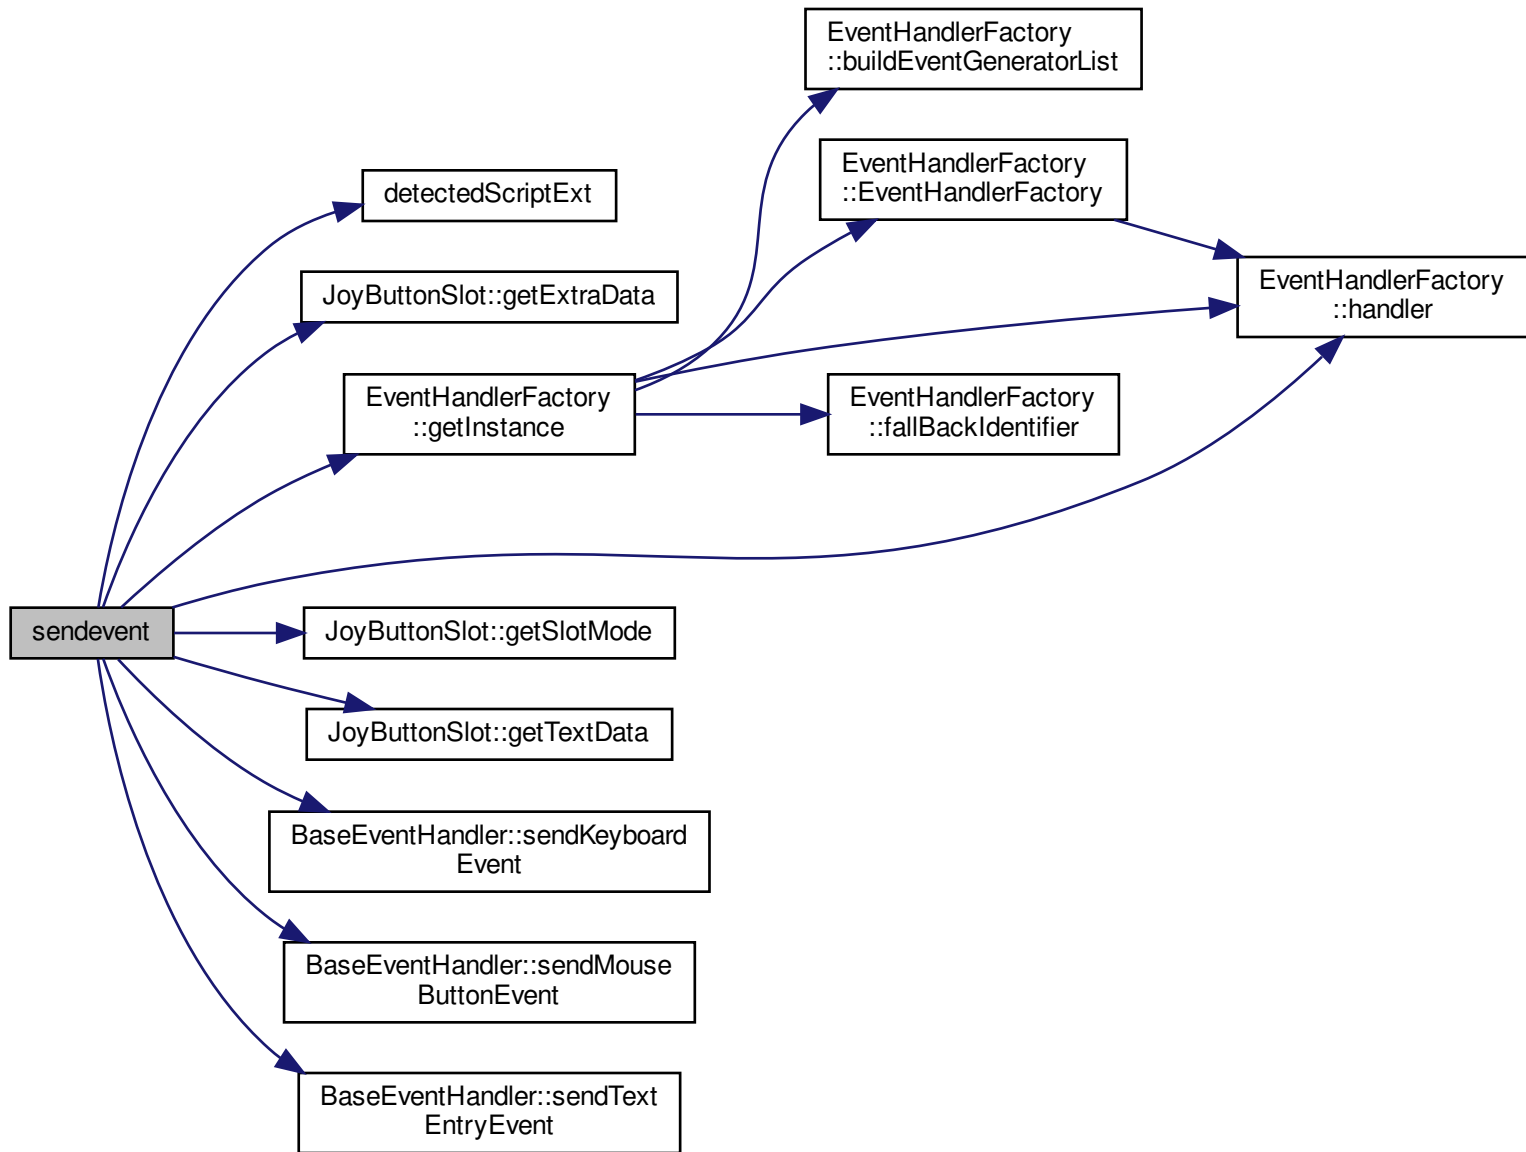 EventHandlerFactory
::buildEventGeneratorList
EventHandlerFactory
::EventHandlerFactory
detectedScriptExt
EventHandlerFactory
::handler
JoyButtonSlot::getExtraData
EventHandlerFactory
::getInstance
EventHandlerFactory
::fallBackIdentifier
sendevent
JoyButtonSlot::getSlotMode
JoyButtonSlot::getTextData
BaseEventHandler::sendKeyboard
Event
BaseEventHandler::sendMouse
ButtonEvent
BaseEventHandler::sendText
EntryEvent